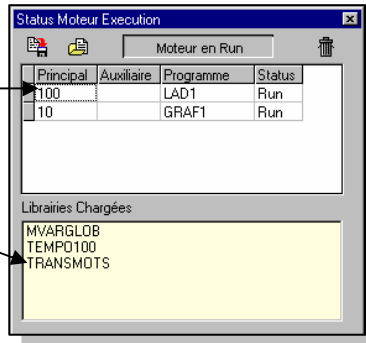 Status Moteur Execution
Moteur en Run
Principal Auxiliaire Programme Status
100 LAD1 Run
10 GRAF1 Run
Librairies Chargées
MVARGLOB
TEMPO100
TRANSMOTS